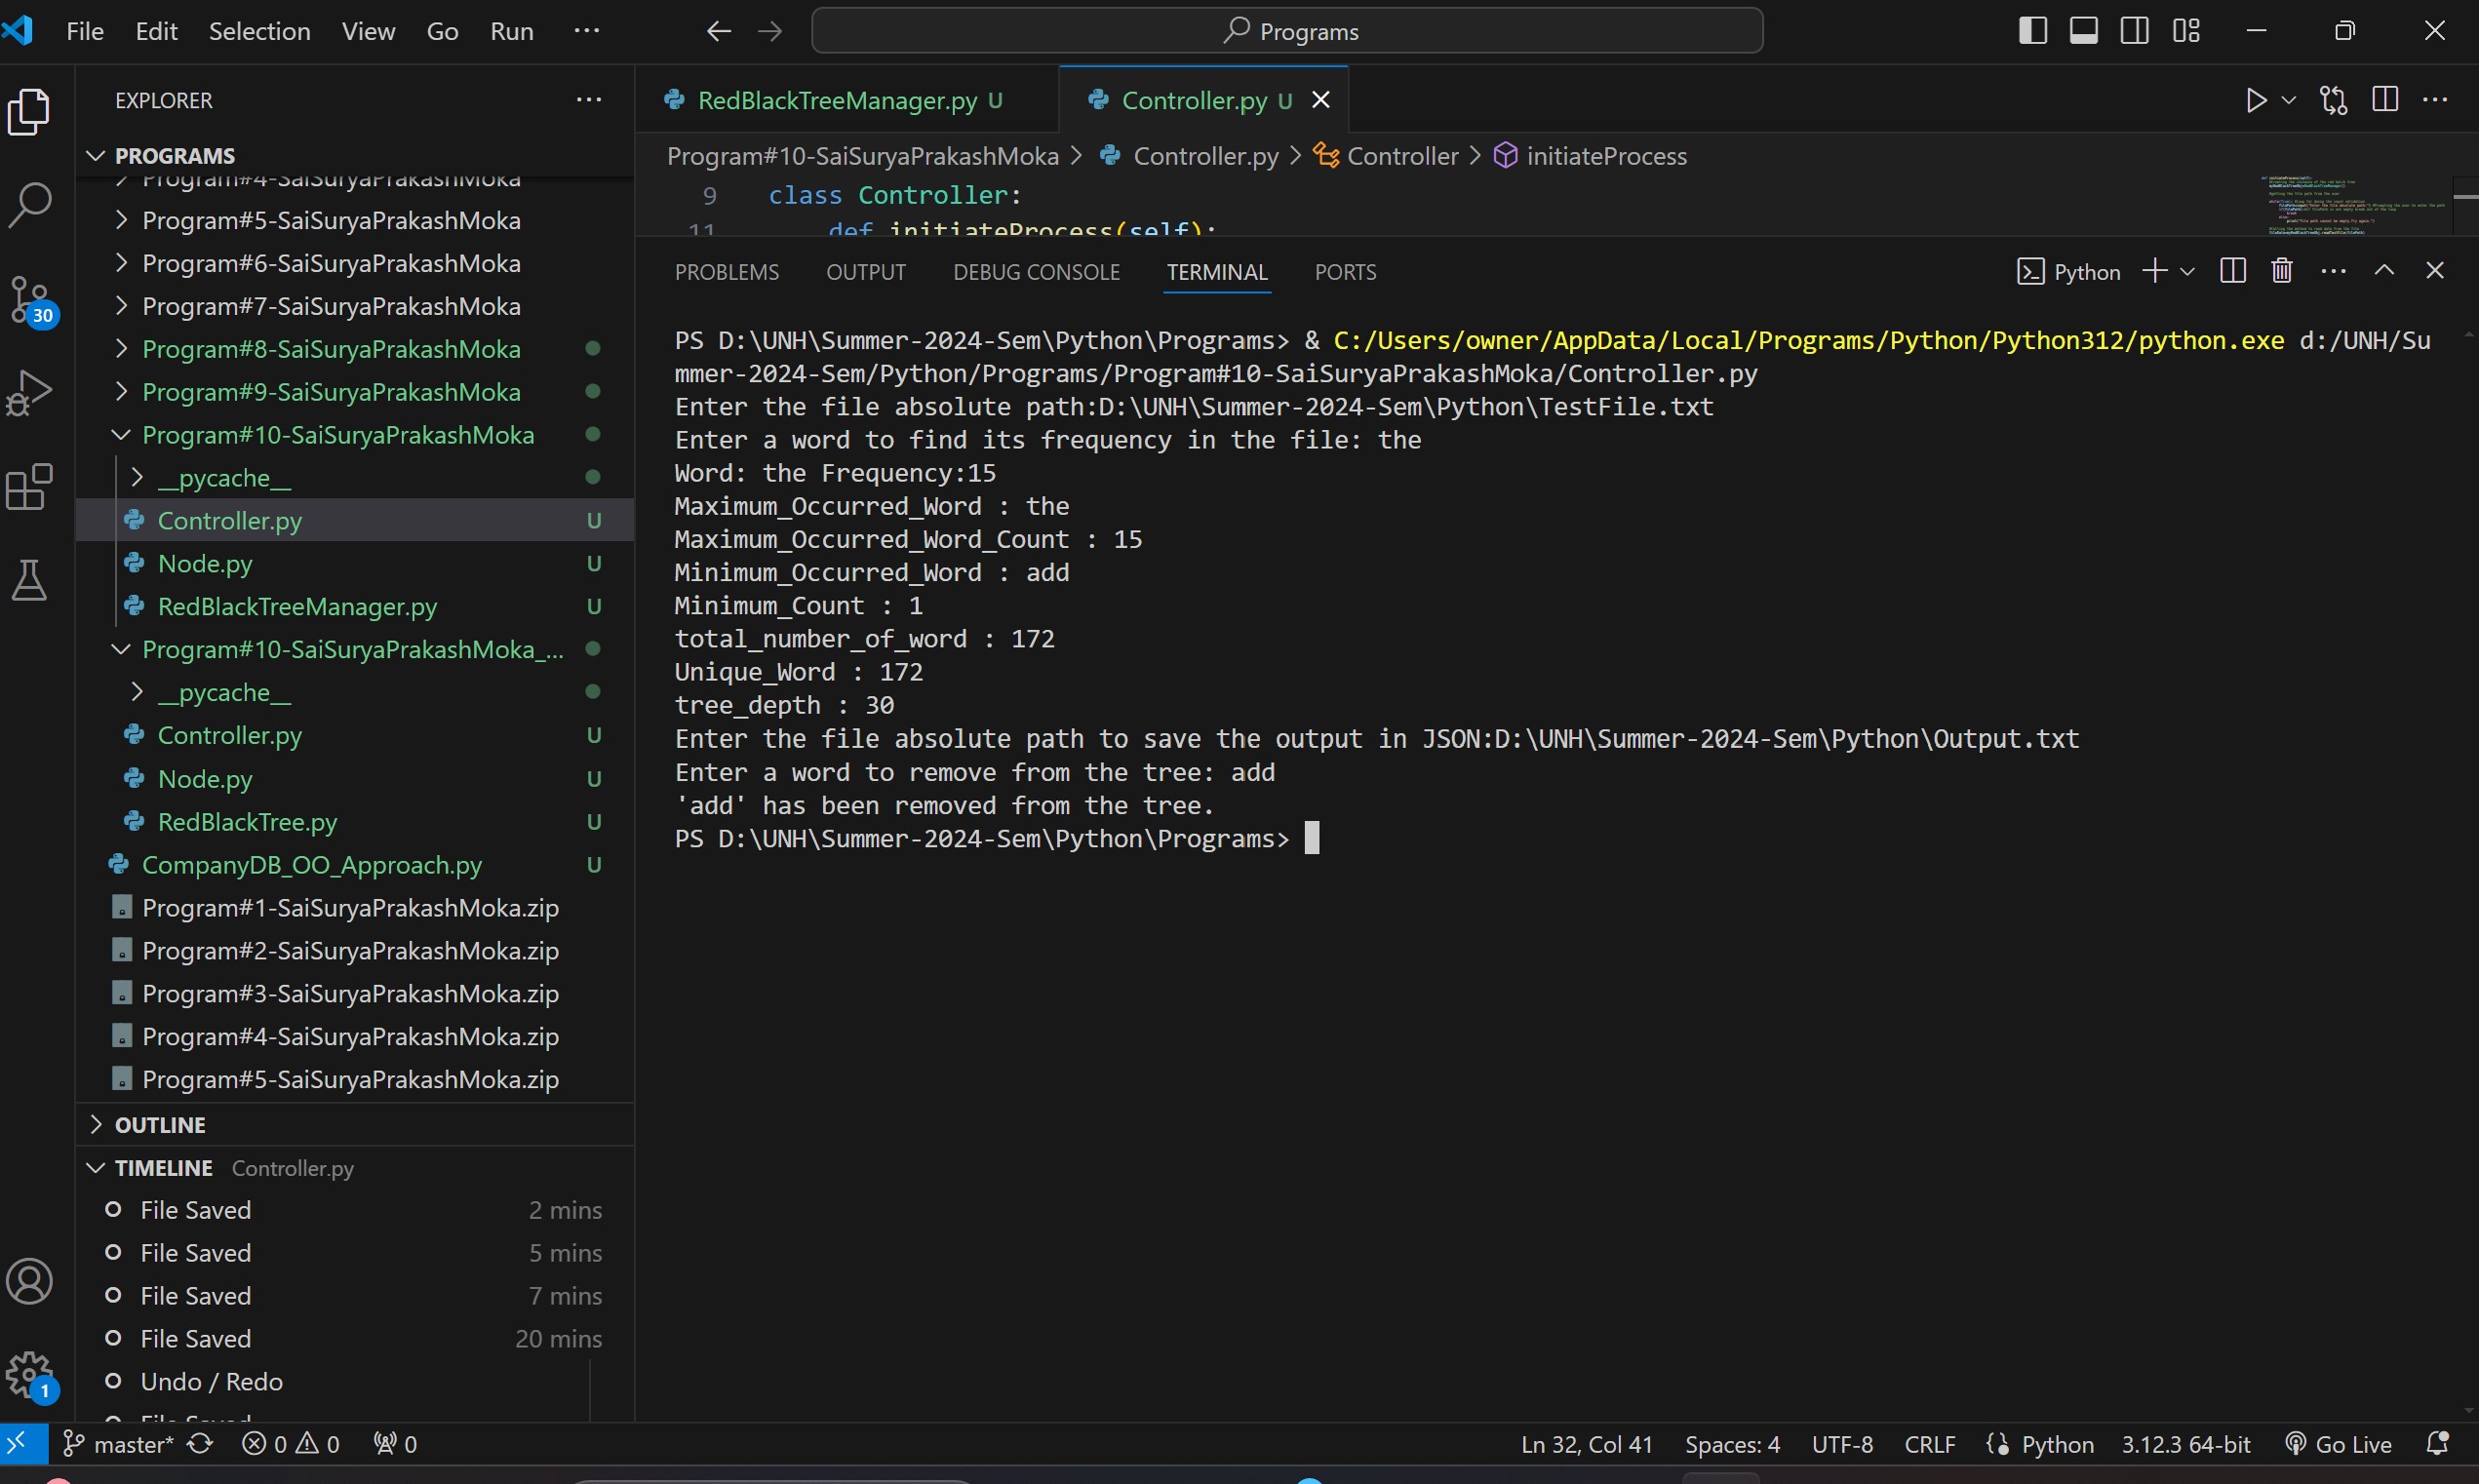 File Edit Selection View Go Run ···
Programs
EXPLORER ···
RedBlackTreeManager.py U
Controller.py U
PROGRAMS
Program#4-SaiSuryaPrakashMoka
Program#5-SaiSuryaPrakashMoka
Program#6-SaiSuryaPrakashMoka
Program#7-SaiSuryaPrakashMoka
Program#8-SaiSuryaPrakashMoka
Program#9-SaiSuryaPrakashMoka
Program#10-SaiSuryaPrakashMoka
__pycache__
Controller.py U
Node.py U
RedBlackTreeManager.py U
Program#10-SaiSuryaPrakashMoka_...
__pycache__
Controller.py U
Node.py U
RedBlackTree.py U
CompanyDB_OO_Approach.py U
Program#1-SaiSuryaPrakashMoka.zip
Program#2-SaiSuryaPrakashMoka.zip
Program#3-SaiSuryaPrakashMoka.zip
Program#4-SaiSuryaPrakashMoka.zip
Program#5-SaiSuryaPrakashMoka.zip
OUTLINE
TIMELINE Controller.py
File Saved 2 mins
File Saved 5 mins
File Saved 7 mins
File Saved 20 mins
Undo / Redo
File Saved
30
1
Program#10-SaiSuryaPrakashMoka > Controller.py > Controller > initiateProcess
9 class Controller:
11 def initiateProcess(self):
PROBLEMS OUTPUT DEBUG CONSOLE TERMINAL PORTS
Python
PS D:\UNH\Summer-2024-Sem\Python\Programs> & C:/Users/owner/AppData/Local/Programs/Python/Python312/python.exe d:/UNH/Su
mmer-2024-Sem/Python/Programs/Program#10-SaiSuryaPrakashMoka/Controller.py
Enter the file absolute path:D:\UNH\Summer-2024-Sem\Python\TestFile.txt
Enter a word to find its frequency in the file: the
Word: the Frequency:15
Maximum_Occurred_Word : the
Maximum_Occurred_Word_Count : 15
Minimum_Occurred_Word : add
Minimum_Count : 1
total_number_of_word : 172
Unique_Word : 172
tree_depth : 30
Enter the file absolute path to save the output in JSON:D:\UNH\Summer-2024-Sem\Python\Output.txt
Enter a word to remove from the tree: add
'add' has been removed from the tree.
PS D:\UNH\Summer-2024-Sem\Python\Programs>
master* 0 0 0
Ln 32, Col 41 Spaces: 4 UTF-8 CRLF Python 3.12.3 64-bit Go Live